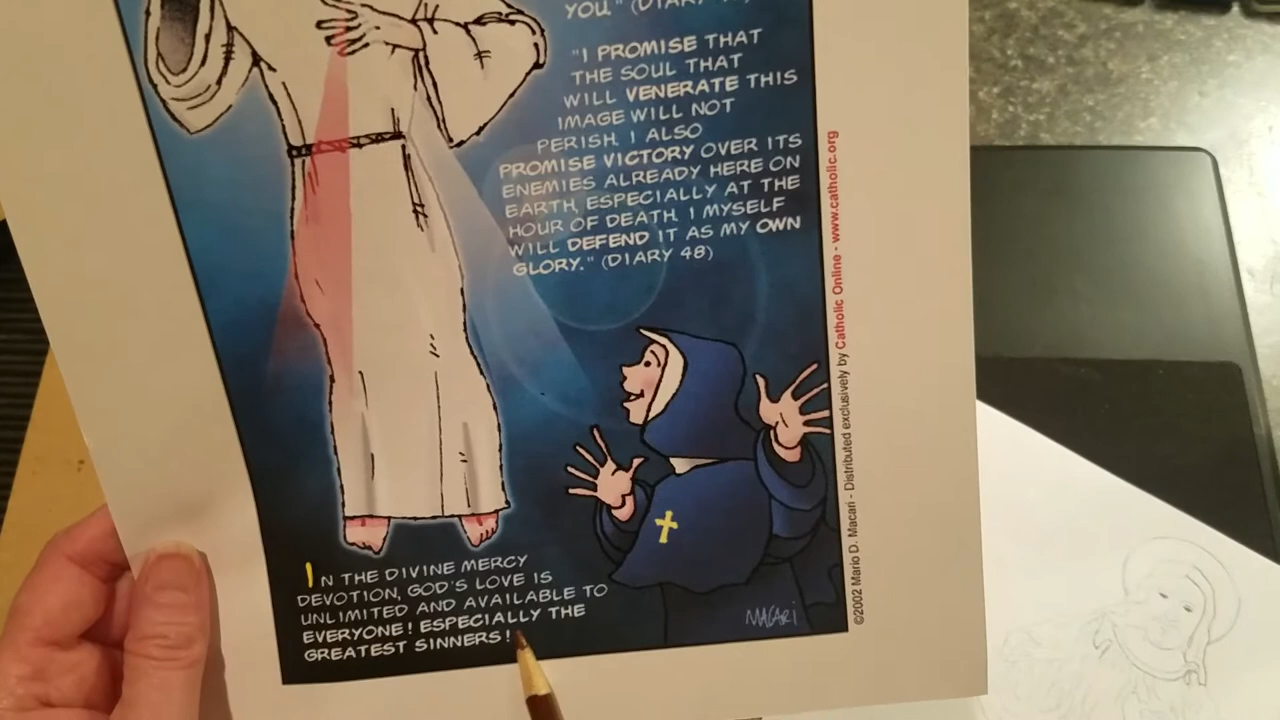 YOU." (DIARY
"I PROMISE THAT
THE SOUL THAT
WILL VENERATE THIS
IMAGE WILL NOT
PERISH. I ALSO
PROMISE VICTORY OVER ITS
ENEMIES ALREADY HERE ON
EARTH, ESPECIALLY AT THE
HOUR OF DEATH. I MYSELF
WILL DEFEND IT AS MY OWN
GLORY." (DIARY 48)
IN THE DIVINE MERCY
DEVOTION, GOD'S LOVE IS
UNLIMITED AND AVAILABLE TO
EVERYONE! ESPECIALLY THE
GREATEST SINNERS!
MACARI
©2002 Mario D. Macari - Distributed exclusively by Catholic Online - www.catholic.org